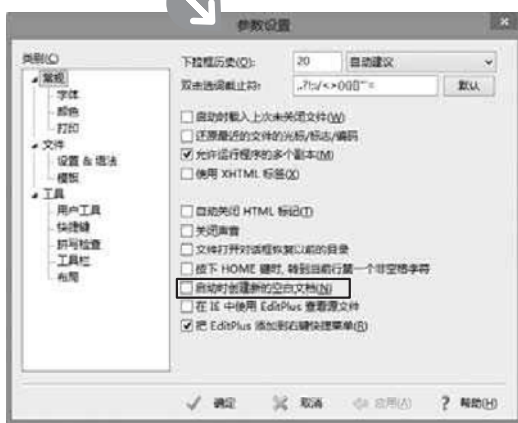 参数设置
类别(C)
常规
字体
颜色
打印
文件
设置 & 语法
模板
工具
用户工具
快捷键
拼写检查
工具栏
布局
下拉框历史(O):
20
自动建议
双击选词截止符:
默认
启动时载入上次未关闭文件(W)
还原最近的文件的光标/标志/编码
允许运行程序的多个副本(M)
使用 XHTML 标签(X)
自动关闭 HTML 标记(T)
关闭声音
文件打开对话框恢复以前的目录
按下 HOME 键时, 转到当前行第一个非空格字符
启动时创建新的空白文档(N)
在 IE 中使用 EditPlus 查看源文件
把 EditPlus 添加到右键快捷菜单(R)
确定
取消
应用(A)
帮助(H)